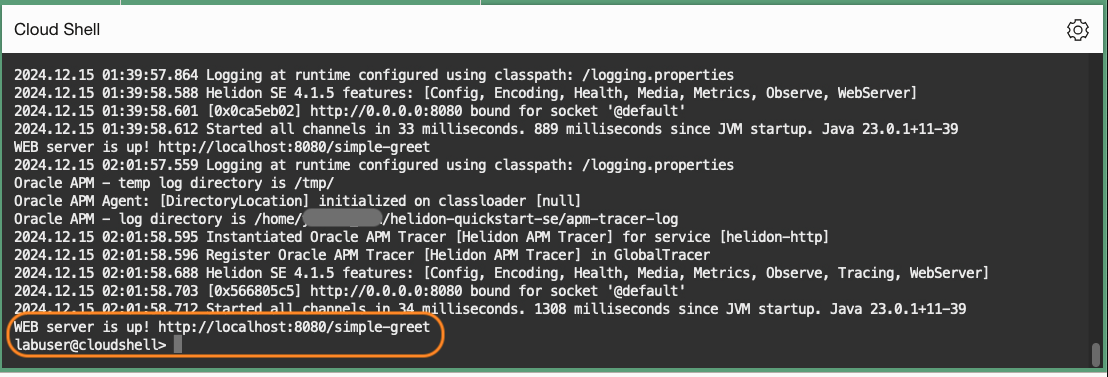 Cloud Shell
2024.12.15 01:39:57.864 Logging at runtime configured using classpath: /logging.properties
2024.12.15 01:39:58.588 Helidon SE 4.1.5 features: [Config, Encoding, Health, Media, Metrics, Observe, WebServer]
2024.12.15 01:39:58.601 [0x0ca5eb02] http://0.0.0.0:8080 bound for socket '@default'
2024.12.15 01:39:58.612 Started all channels in 33 milliseconds. 889 milliseconds since JVM startup. Java 23.0.1+11-39
WEB server is up! http://localhost:8080/simple-greet
2024.12.15 02:01:57.559 Logging at runtime configured using classpath: /logging.properties
Oracle APM – temp log directory is /tmp/
Oracle APM Agent: [DirectoryLocation] initialized on classloader [null]
Oracle APM – log directory is /home/ /helidon-quickstart-se/apm-tracer-log
2024.12.15 02:01:58.595 Instantiated Oracle APM Tracer [Helidon APM Tracer] for service [helidon-http]
2024.12.15 02:01:58.596 Register Oracle APM Tracer [Helidon APM Tracer] in GlobalTracer
2024.12.15 02:01:58.688 Helidon SE 4.1.5 features: [Config, Encoding, Health, Media, Metrics, Observe, Tracing, WebServer]
2024.12.15 02:01:58.703 [0x566805c5] http://0.0.0.0:8080 bound for socket '@default'
2024.12.15 02:01:58.712 Started all channels in 34 milliseconds. 1308 milliseconds since JVM startup. Java 23.0.1+11-39
WEB server is up! http://localhost:8080/simple-greet
labuser@cloudshell>